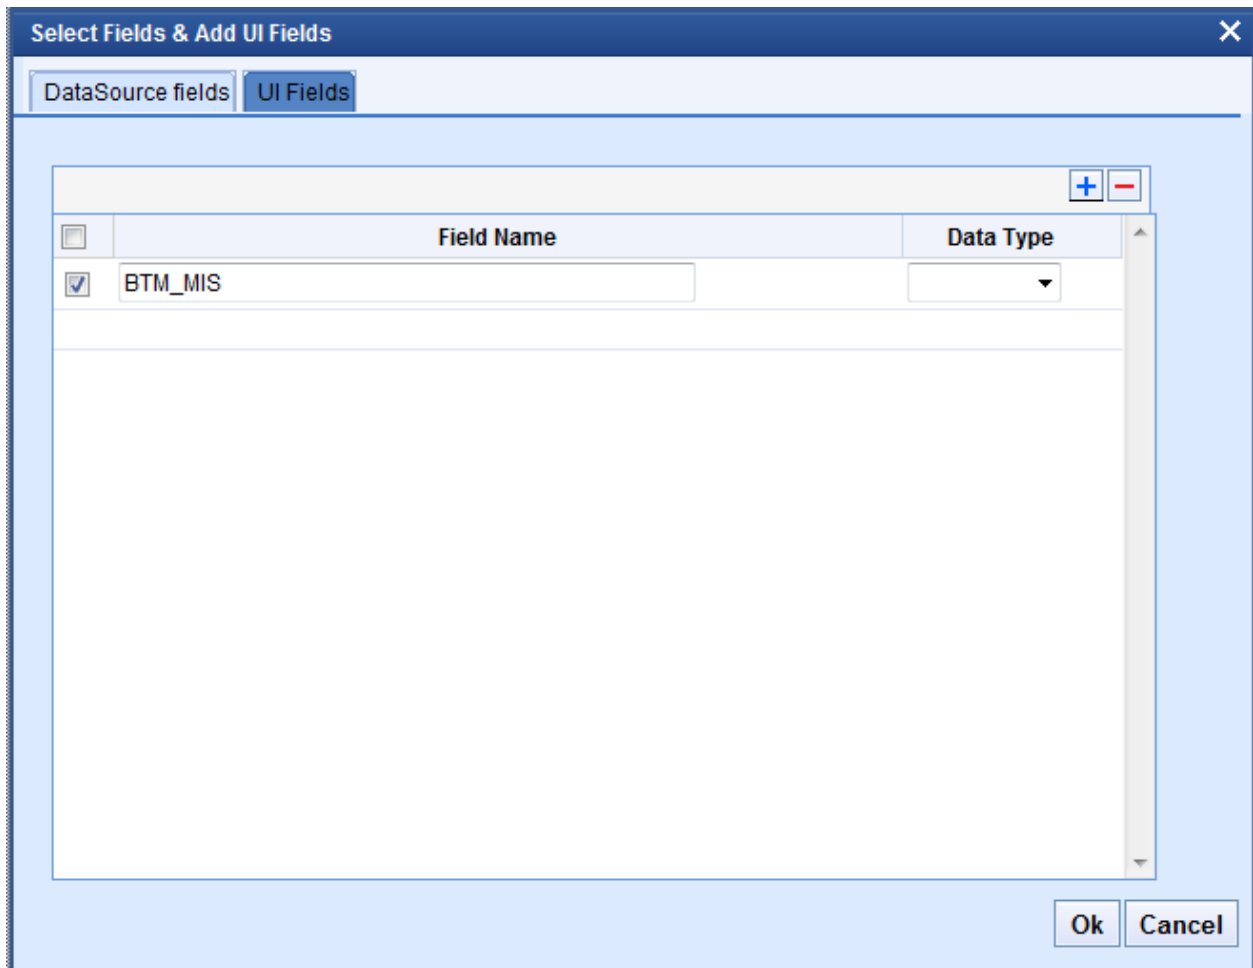 Select Fields & Add UI Fields
DataSource fields UI Fields
Field Name Data Type
BTM_MIS
Ok Cancel